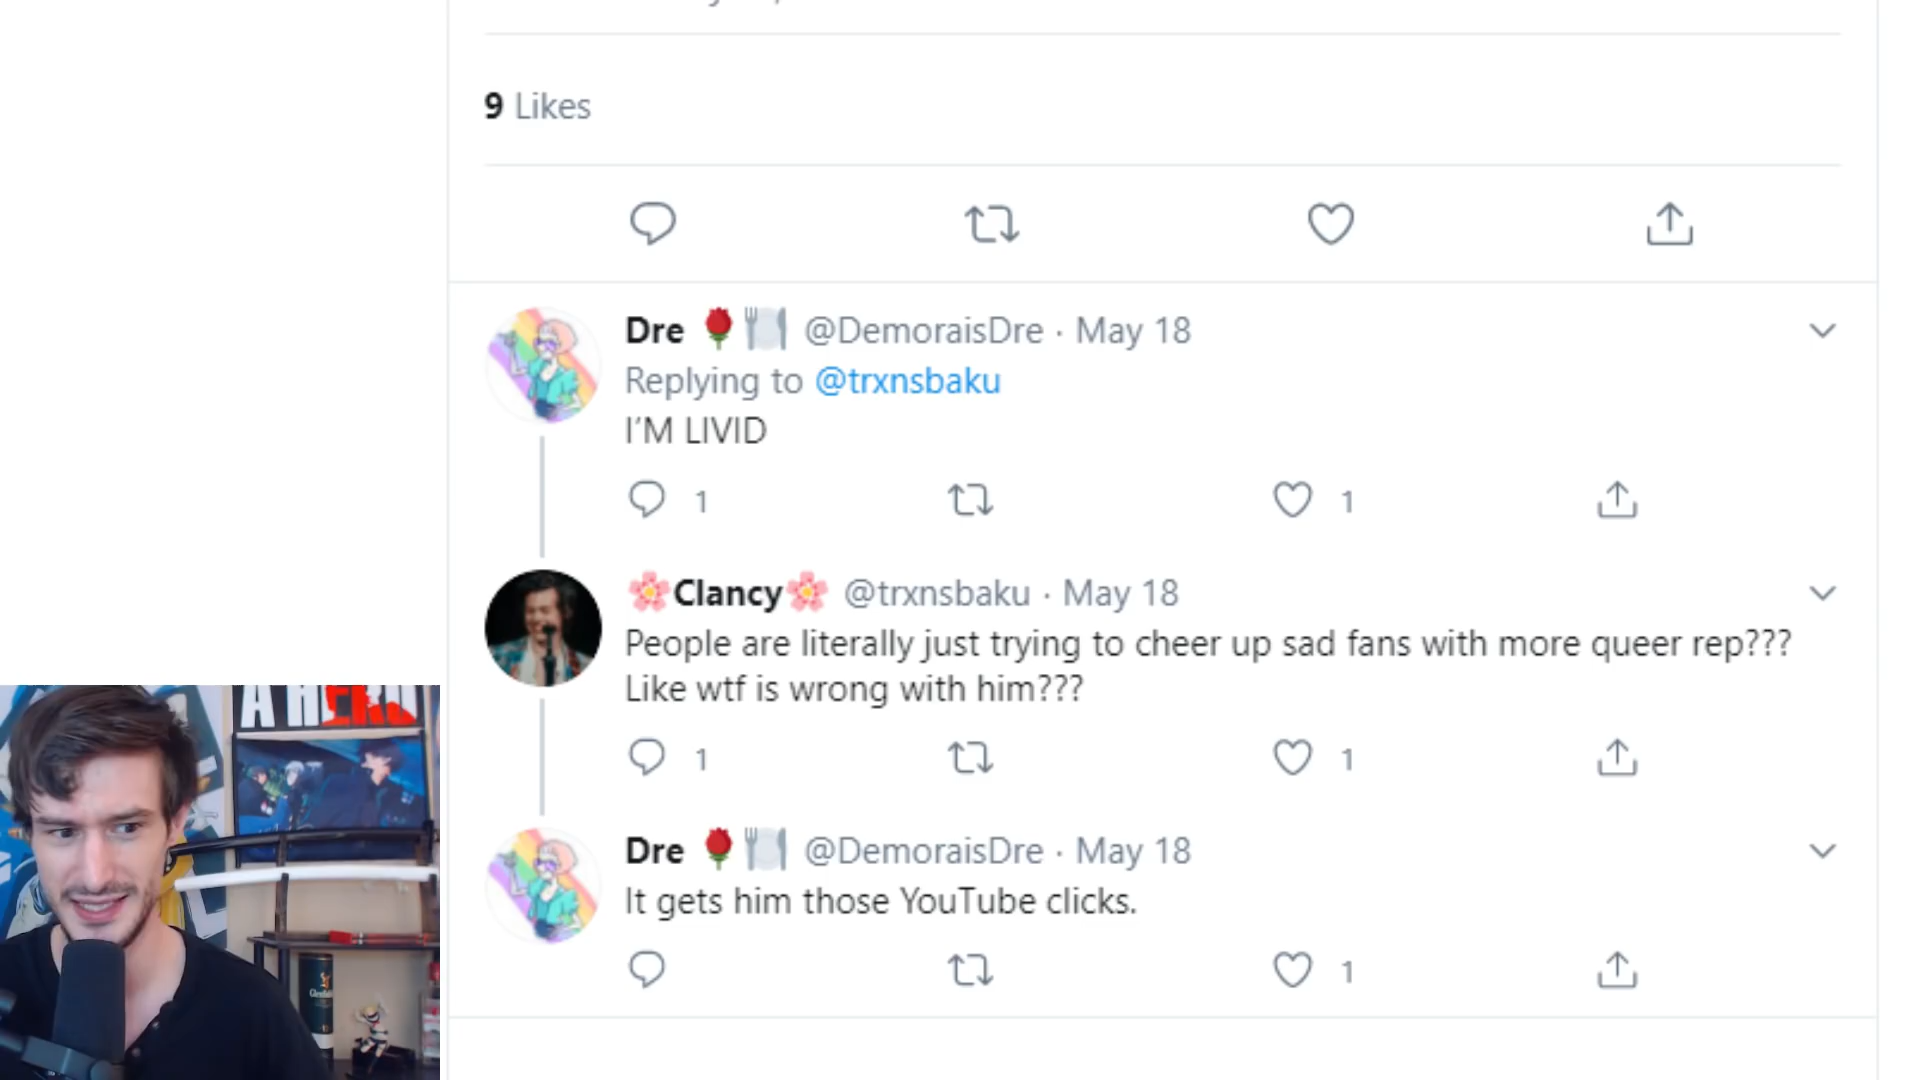 9 Likes
Dre 🌹🍽️ @DemoraisDre · May 18
Replying to @trxnsbaku
I'M LIVID
1
1
🌸Clancy🌸 @trxnsbaku · May 18
People are literally just trying to cheer up sad fans with more queer rep???
Like wtf is wrong with him???
1
1
Dre 🌹🍽️ @DemoraisDre · May 18
It gets him those YouTube clicks.
1
A HERO